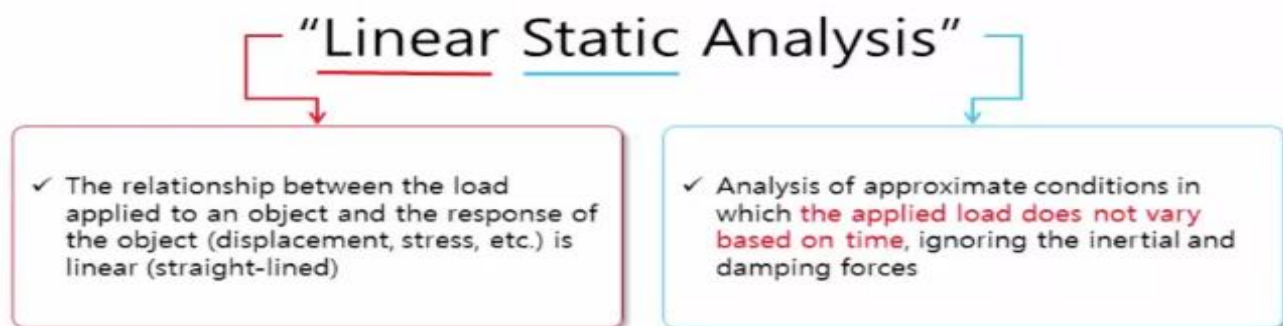 “Linear Static Analysis”
✓ The relationship between the load
applied to an object and the response of
the object (displacement, stress, etc.) is
linear (straight-lined)
✓ Analysis of approximate conditions in
which the applied load does not vary
based on time, ignoring the inertial and
damping forces